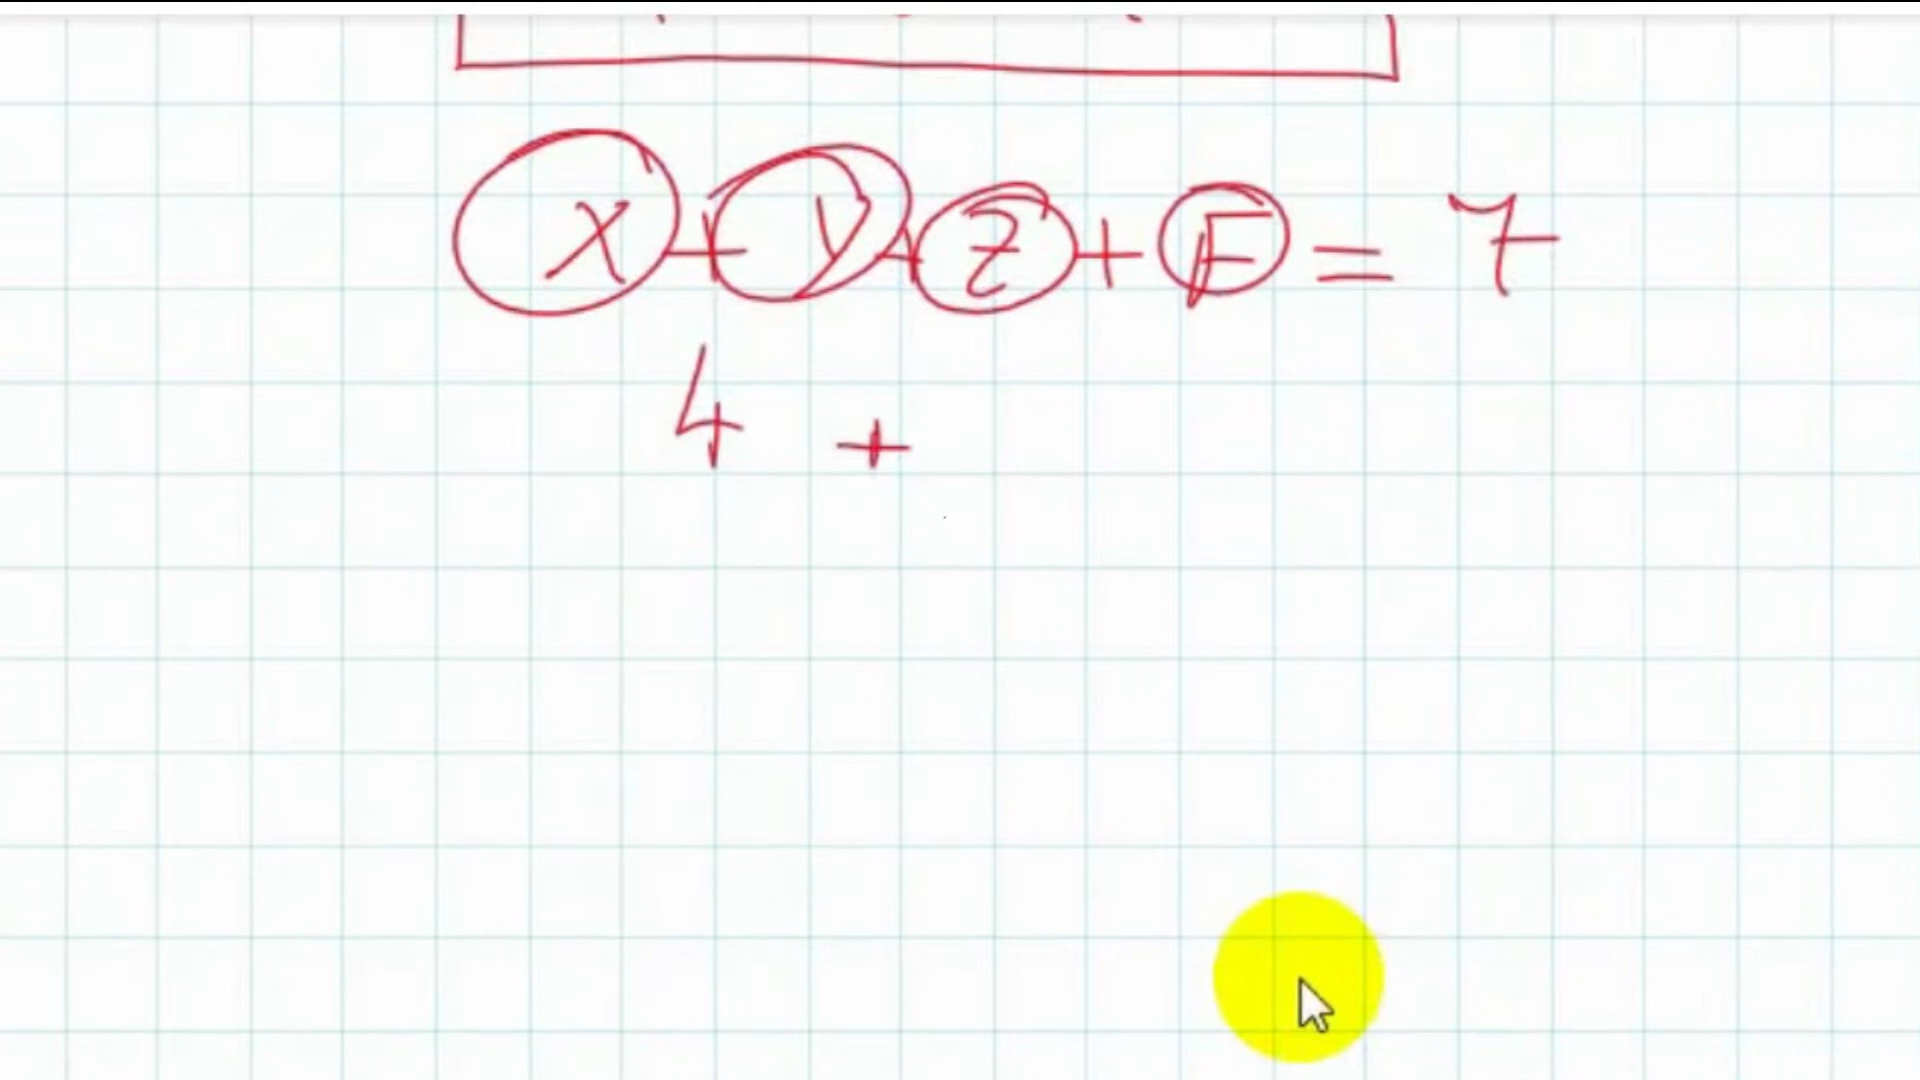 X + y + Z + F = 7
4 +